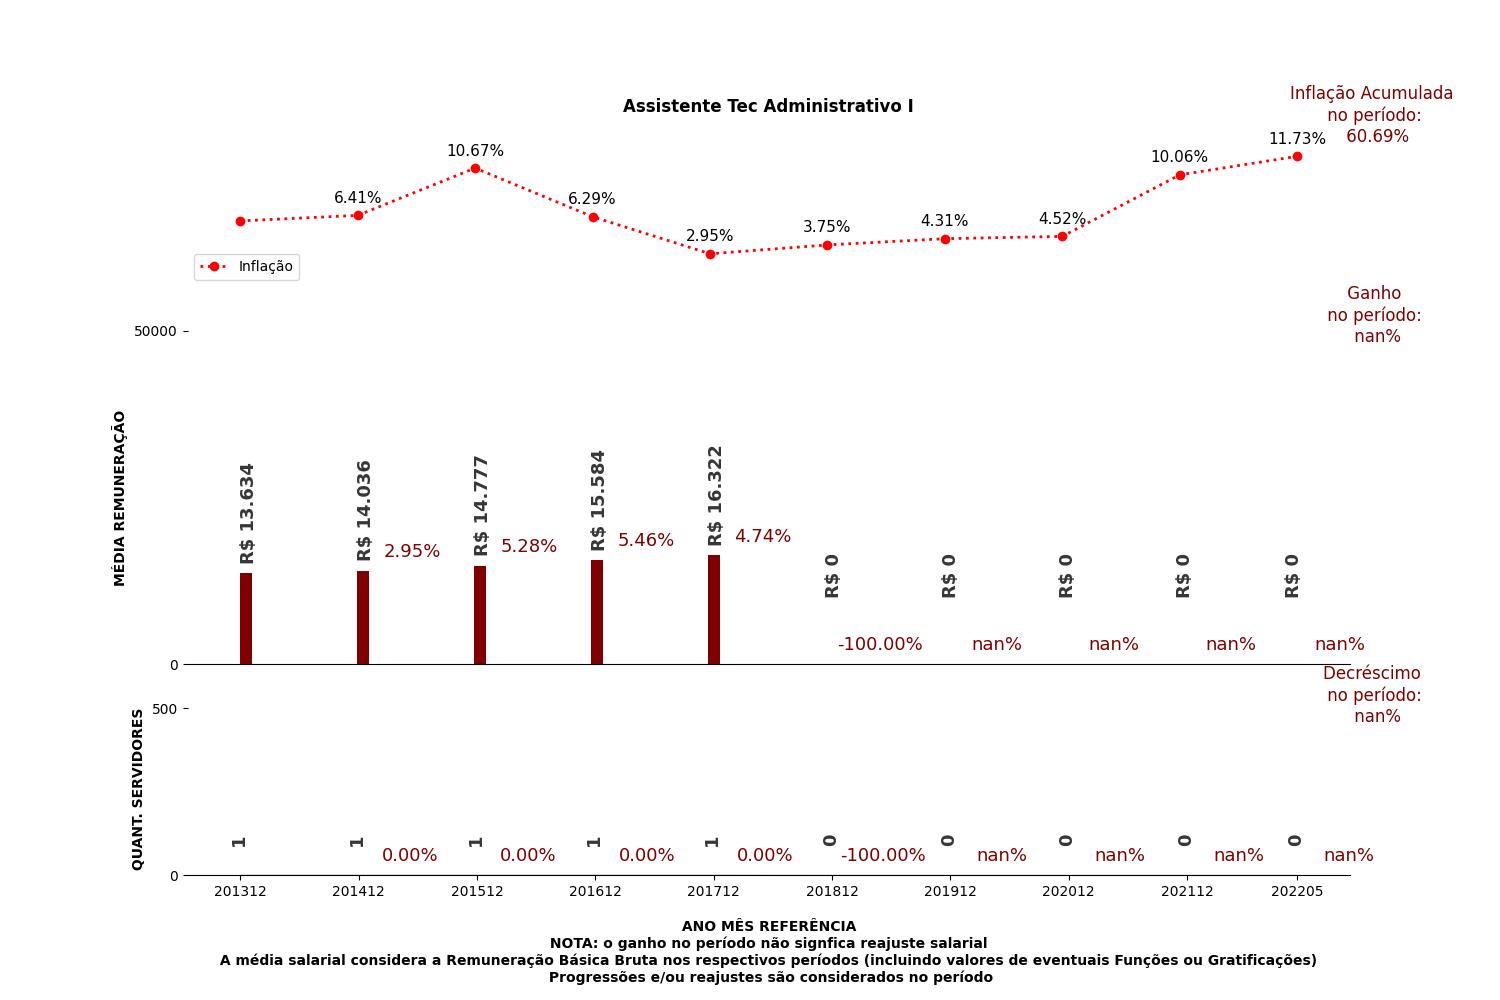 Assistente Tec Administrativo I
Inflação Acumulada
no período:
60.69%
6.41%
10.67%
6.29%
2.95%
3.75%
4.31%
4.52%
10.06%
11.73%
Inflação
Ganho
no período:
nan%
50000
0
MÉDIA REMUNERAÇÃO
R$ 13.634
R$ 14.036
R$ 14.777
R$ 15.584
R$ 16.322
R$ 0
R$ 0
R$ 0
R$ 0
R$ 0
2.95%
5.28%
5.46%
4.74%
-100.00%
nan%
nan%
nan%
nan%
Decréscimo
no período:
nan%
500
0
QUANT. SERVIDORES
1
1
1
1
1
0
0
0
0
0
0.00%
0.00%
0.00%
0.00%
-100.00%
nan%
nan%
nan%
nan%
201312
201412
201512
201612
201712
201812
201912
202012
202112
202205
ANO MÊS REFERÊNCIA
NOTA: o ganho no período não signfica reajuste salarial
A média salarial considera a Remuneração Básica Bruta nos respectivos períodos (incluindo valores de eventuais Funções ou Gratificações)
Progressões e/ou reajustes são considerados no período